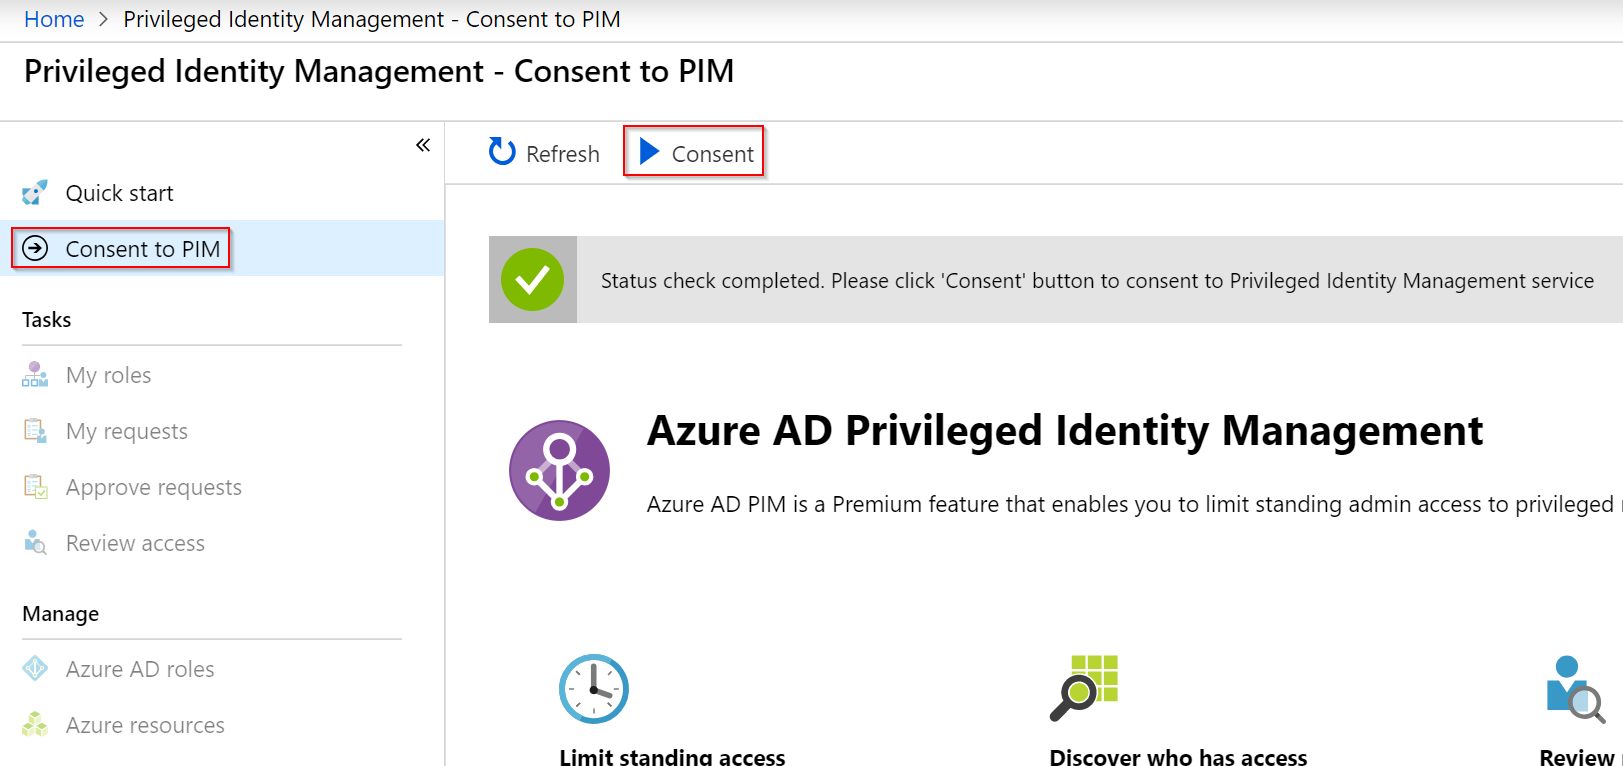 Home > Privileged Identity Management - Consent to PIM
Privileged Identity Management - Consent to PIM
«
Quick start
Consent to PIM
Tasks
My roles
My requests
Approve requests
Review access
Manage
Azure AD roles
Azure resources
Refresh
Consent
Status check completed. Please click 'Consent' button to consent to Privileged Identity Management service
Azure AD Privileged Identity Management
Azure AD PIM is a Premium feature that enables you to limit standing admin access to privileged
Limit standing access
Discover who has access
Review